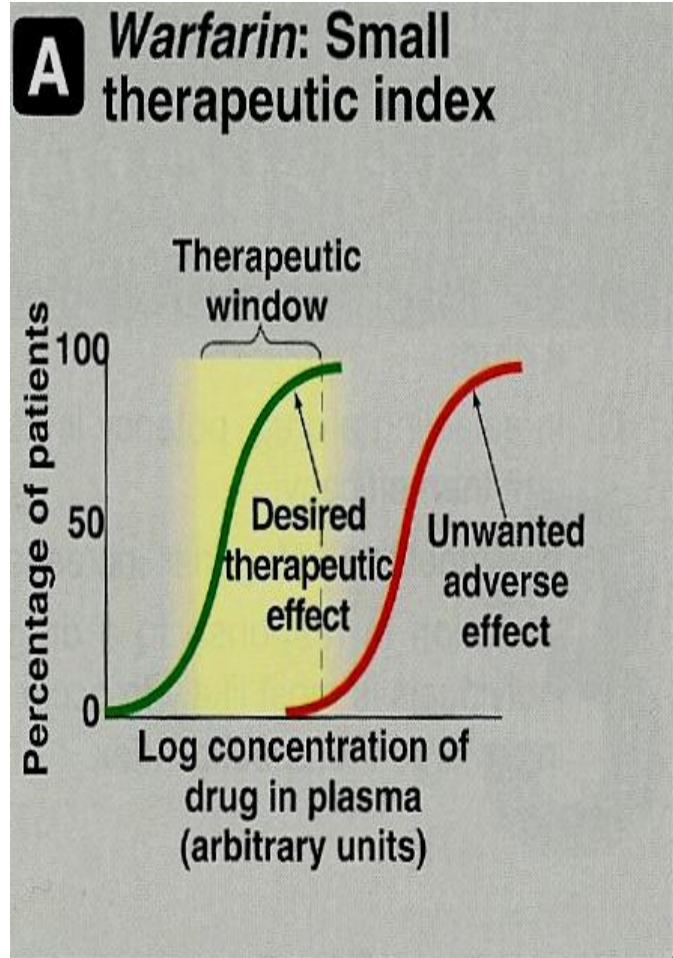 A
Warfarin: Small
therapeutic index
Therapeutic
window
Percentage of patients
100
50
0
Desired
therapeutic
effect
Unwanted
adverse
effect
Log concentration of
drug in plasma
(arbitrary units)